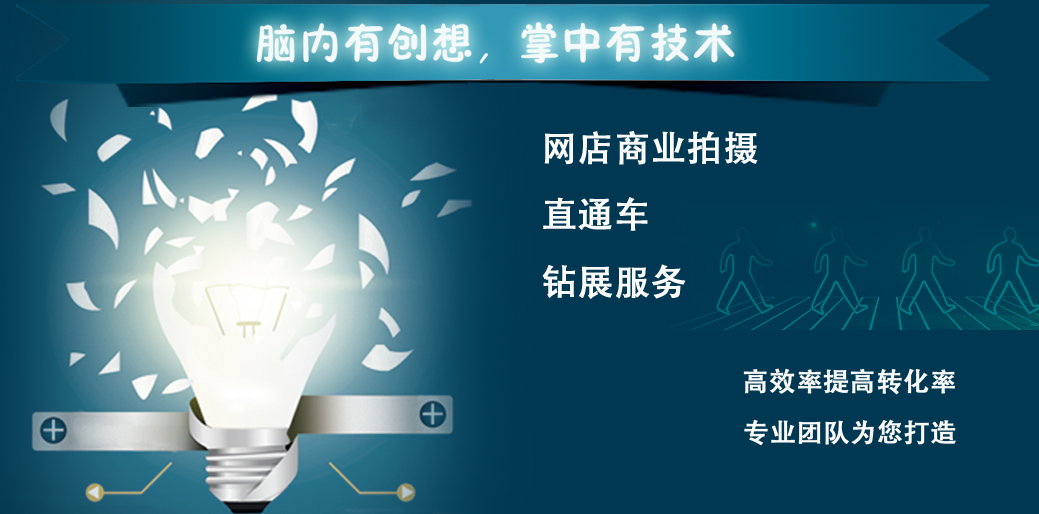 脑内有创想，掌中有技术
网店商业拍摄
直通车
钻展服务
高效率提高转化率
专业团队为您打造